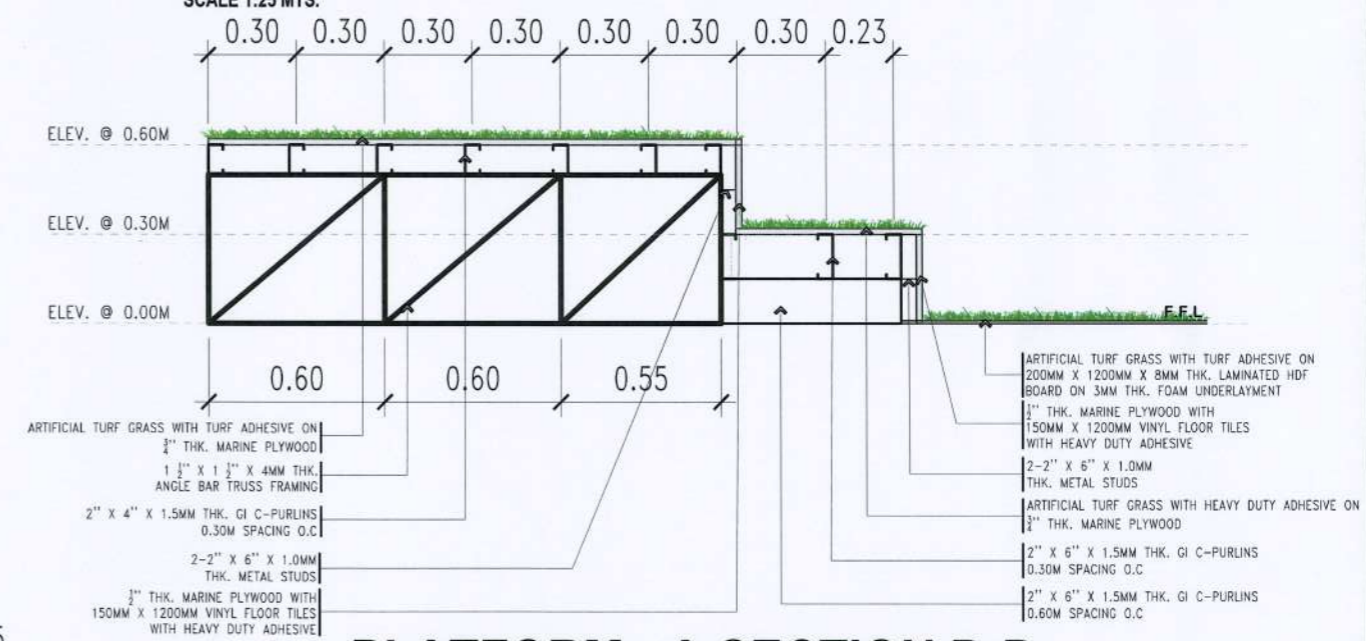 SCALE 1:25 MTS.
0.30 0.30 0.30 0.30 0.30 0.30 0.30 0.23
ELEV. @ 0.60M
ELEV. @ 0.30M
ELEV. @ 0.00M
F.F.L
0.60 0.60 0.55
ARTIFICIAL TURF GRASS WITH TURF ADHESIVE ON
3/4" THK. MARINE PLYWOOD
1 1/2" X 1 1/2" X 4MM THK.
ANGLE BAR TRUSS FRAMING
2" X 4" X 1.5MM THK. GI C-PURLINS
0.30M SPACING O.C
2-2" X 6" X 1.0MM
THK. METAL STUDS
1/2" THK. MARINE PLYWOOD WITH
150MM X 1200MM VINYL FLOOR TILES
WITH HEAVY DUTY ADHESIVE
ARTIFICIAL TURF GRASS WITH TURF ADHESIVE ON
200MM X 1200MM X 8MM THK. LAMINATED HDF
BOARD ON 3MM THK. FOAM UNDERLAYMENT
1/2" THK. MARINE PLYWOOD WITH
150MM X 1200MM VINYL FLOOR TILES
WITH HEAVY DUTY ADHESIVE
2-2" X 6" X 1.0MM
THK. METAL STUDS
ARTIFICIAL TURF GRASS WITH HEAVY DUTY ADHESIVE ON
3/4" THK. MARINE PLYWOOD
2" X 6" X 1.5MM THK. GI C-PURLINS
0.30M SPACING O.C
2" X 6" X 1.5MM THK. GI C-PURLINS
0.60M SPACING O.C